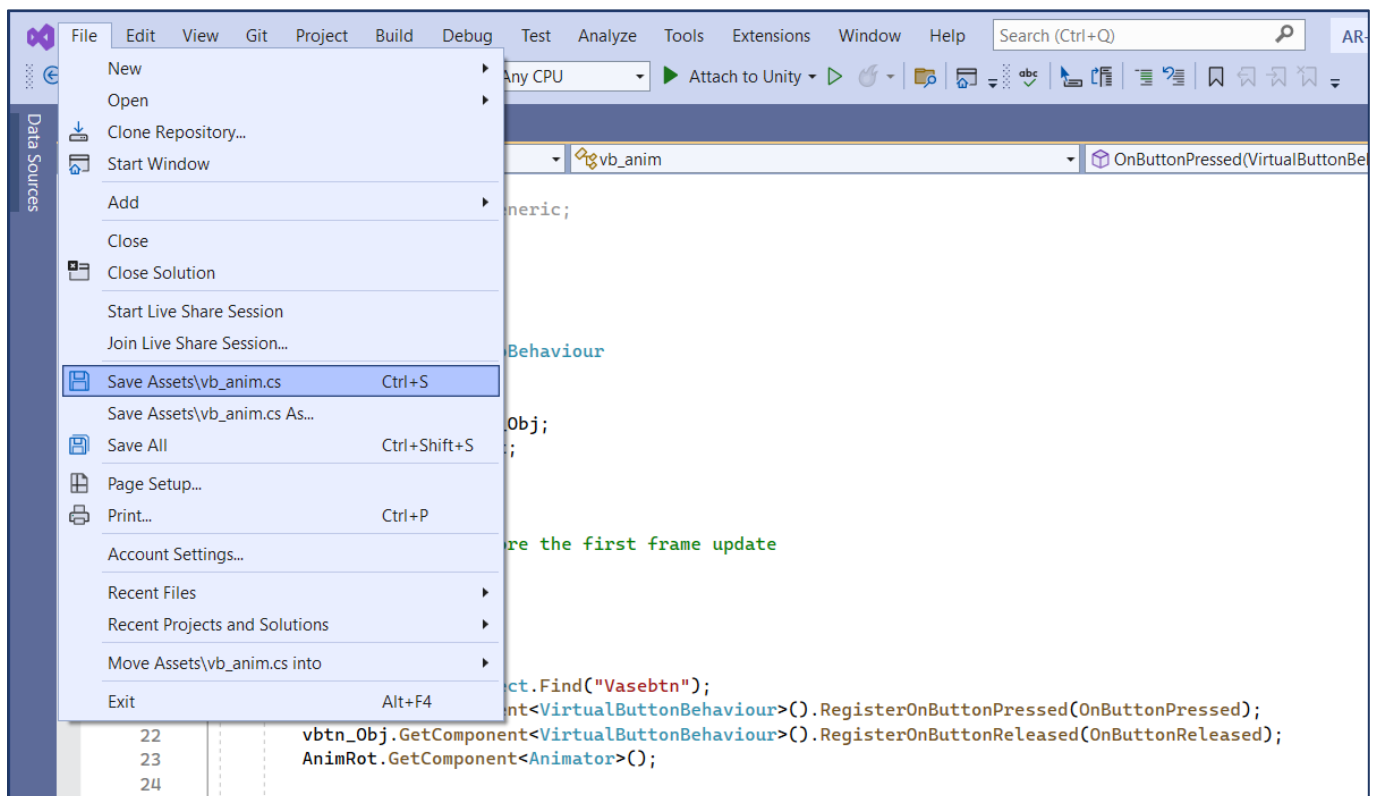 File Edit View Git Project Build Debug Test Analyze Tools Extensions Window Help Search (Ctrl+Q) AR-
Any CPU Attach to Unity
Data Sources
vb_anim OnButtonPressed(VirtualButtonBe
New
Open
Clone Repository...
Start Window
Add
Close
Close Solution
Start Live Share Session
Join Live Share Session...
Save Assets\vb_anim.cs Ctrl+S
Save Assets\vb_anim.cs As...
Save All Ctrl+Shift+S
Page Setup...
Print... Ctrl+P
Account Settings...
Recent Files
Recent Projects and Solutions
Move Assets\vb_anim.cs into
Exit Alt+F4
neric;
Behaviour
_Obj;
;
re the first frame update
ct.Find("Vasebtn");
nt<VirtualButtonBehaviour>().RegisterOnButtonPressed(OnButtonPressed);
22 vbtn_Obj.GetComponent<VirtualButtonBehaviour>().RegisterOnButtonReleased(OnButtonReleased);
23 AnimRot.GetComponent<Animator>();
24